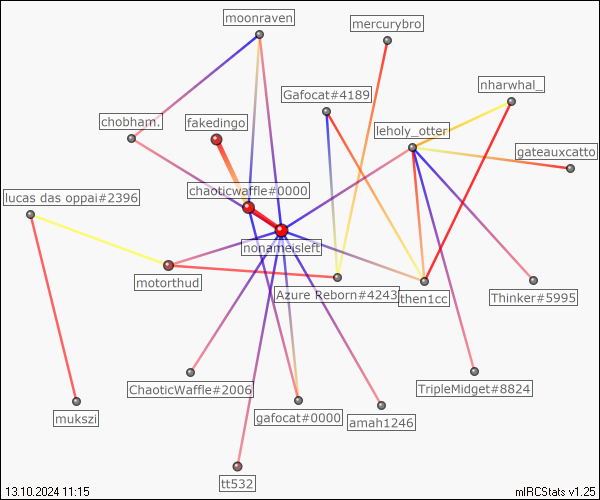 moonraven
mercurybro
nharwhal_
Gafocat#4189
chobham.
fakedingo
leholy_otter
gateauxcatto
chaoticwaffle#0000
lucas das oppai#2396
nonameisleft
motorthud
Azure Reborn#4243
then1cc
Thinker#5995
ChaoticWaffle#2006
TripleMidget#8824
mukszi
gafocat#0000
amah1246
tt532
13.10.2024 11:15
mIRCStats v1.25